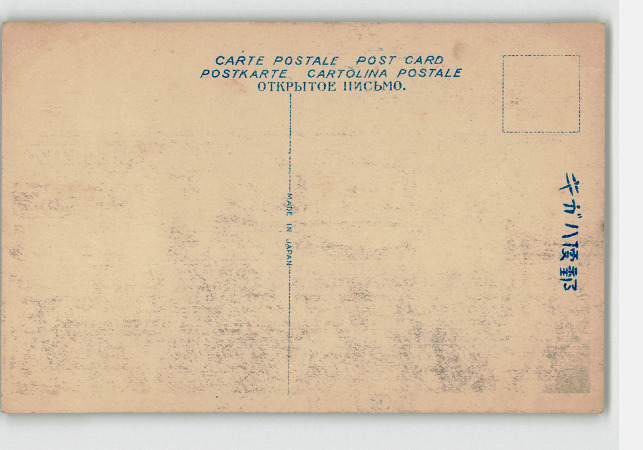 CARTE POSTALE POST CARD
POSTKARTE CARTOLINA POSTALE
ОТКРЫТОЕ ПИСЬМО.
MADE IN JAPAN
キガハ便郵